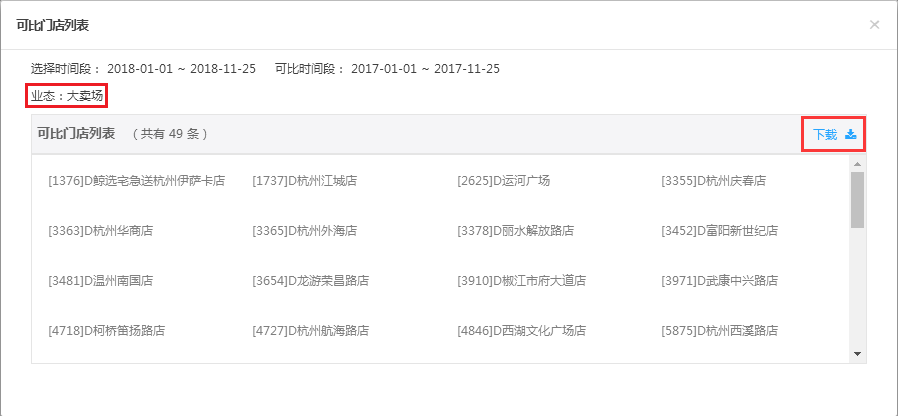 可比门店列表
选择时间段： 2018-01-01 ~ 2018-11-25 可比时间段： 2017-01-01 ~ 2017-11-25
业态：大卖场
可比门店列表 （共有 49 条） 下载
[1376]D鲸选宅急送杭州伊萨卡店 [1737]D杭州江城店 [2625]D运河广场 [3355]D杭州庆春店
[3363]D杭州华商店 [3365]D杭州外海店 [3378]D丽水解放路店 [3452]D富阳新世纪店
[3481]D温州南国店 [3654]D龙游荣昌路店 [3910]D椒江市府大道店 [3971]D武康中兴路店
[4718]D柯桥笛扬路店 [4727]D杭州航海路店 [4846]D西湖文化广场店 [5875]D杭州西溪路店